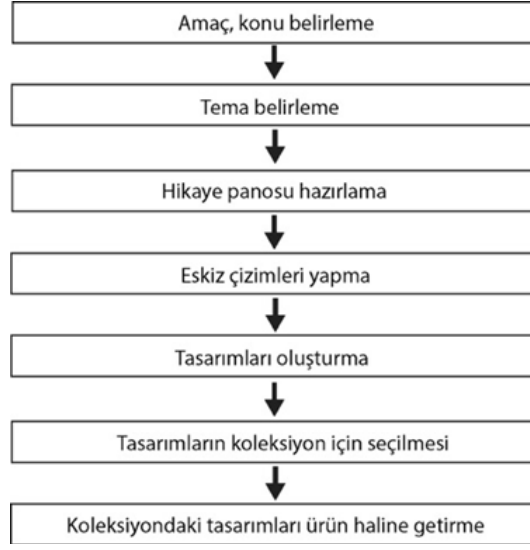 Amaç, konu belirleme
Tema belirleme
Hikaye panosu hazırlama
Eskiz çizimleri yapma
Tasarımları oluşturma
Tasarımların koleksiyon için seçilmesi
Koleksiyondaki tasarımları ürün haline getirme